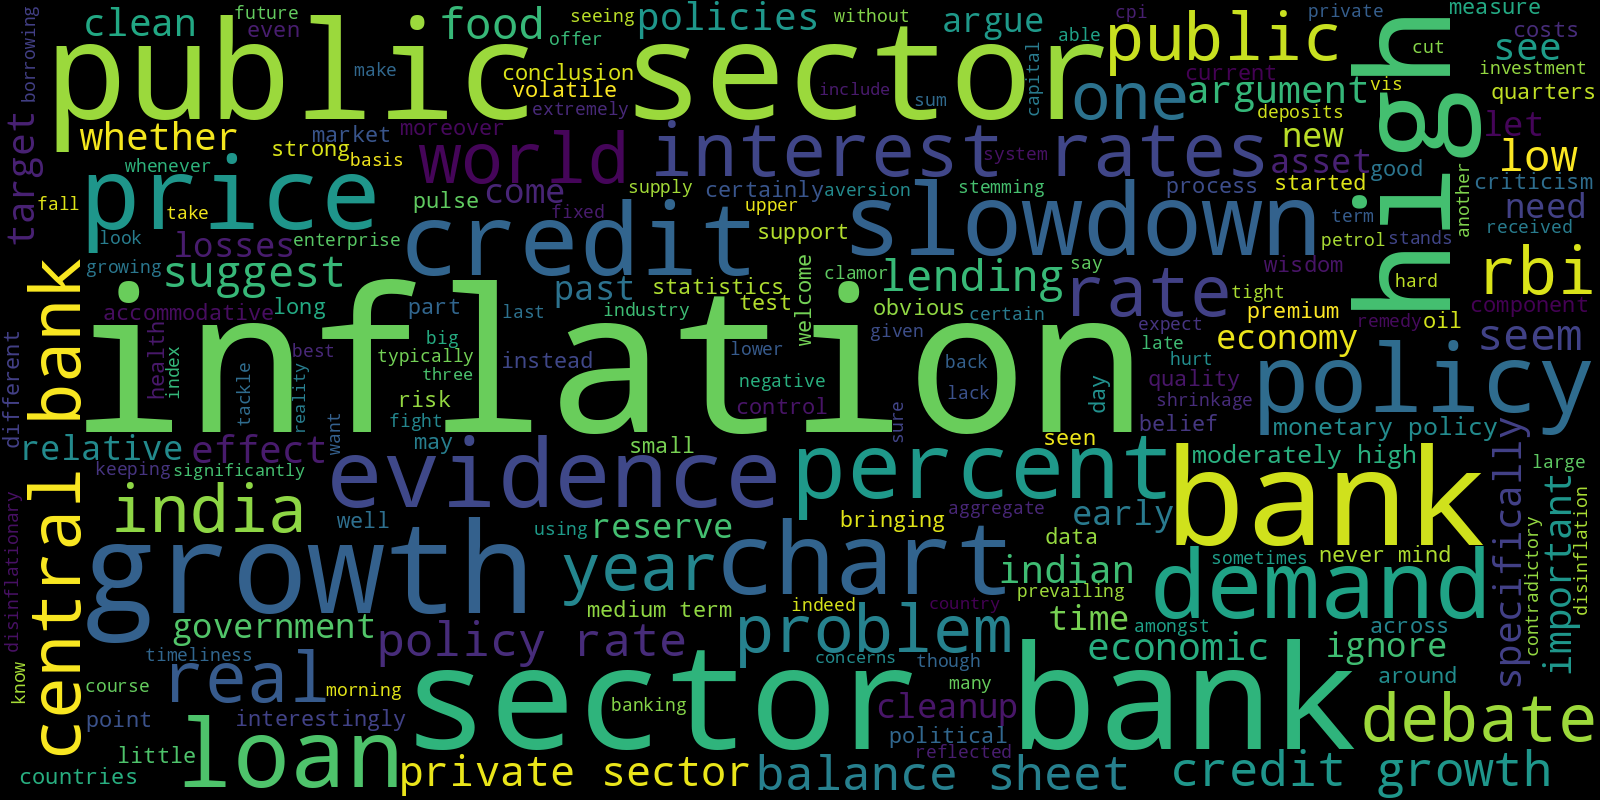 future
clean
even
food
seeing
offer
policies
without
argue
cpi
able
private
measure
costs
public sector
public
high
cut
see
borrowing
make
conclusion
volatile
extremely
include
sum
capital
one
current
argument
vis
investment
quarters
deposits
target
whether
market
moreover
strong
basis
whenever
world
interest rates
system
new
asset
good
let
low
another
criticism
fall
take
price
look
losses
enterprise
pulse
come
fixed
supply
certainly
aversion
upper
stemming
process
started
term
need
received
petrol
stands
credit
support
slowdown
growing
suggest
past
statistics
welcome
clamor
lending
say
wisdom
rbi
hard
central bank
accommodative
long
part
last
industry
test
obvious
certain
given
rate
tight
premium
component
remedy
oil
expect
late
economy
seem
different
health
index
inflation
big
best
typically
three
instead
lower
negative
back
lack
day
hurt
quality
shrinkage
policy
tackle
reality
risk
control
fight
want
may
sure
belief
monetary policy
relative
effect
keeping
significantly
small
seen
evidence
percent
moderately high
bank
specifically
large
important
disinflationary
india
well
using
reserve
bringing
aggregate
early
data
contradictory
disinflation
growth
year
chart
indian
prevailing
sometimes
never mind
demand
medium term
indeed
country
time
amongst
across
government
policy rate
problem
economic
ignore
know
timeliness
real
concerns
though
around
course
morning
sector bank
many
banking
cleanup
debate
point
interestingly
political
reflected
little
loan
countries
private sector
balance sheet
credit growth